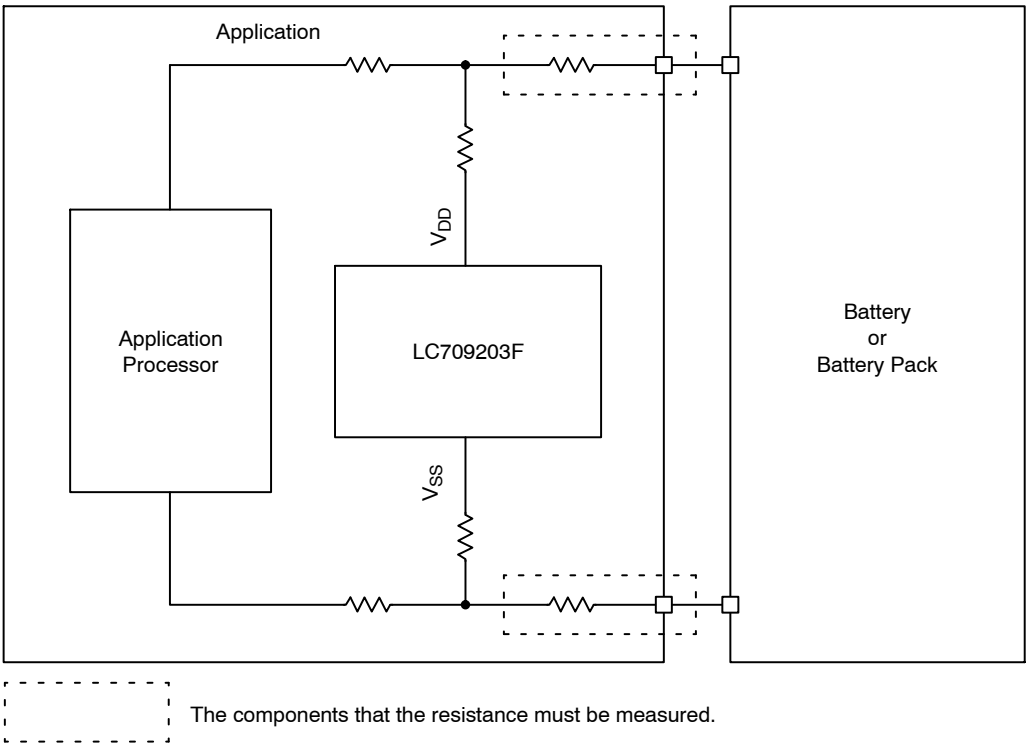 Application
V_DD
Application
Processor
LC709203F
Battery
or
Battery Pack
V_SS
The components that the resistance must be measured.